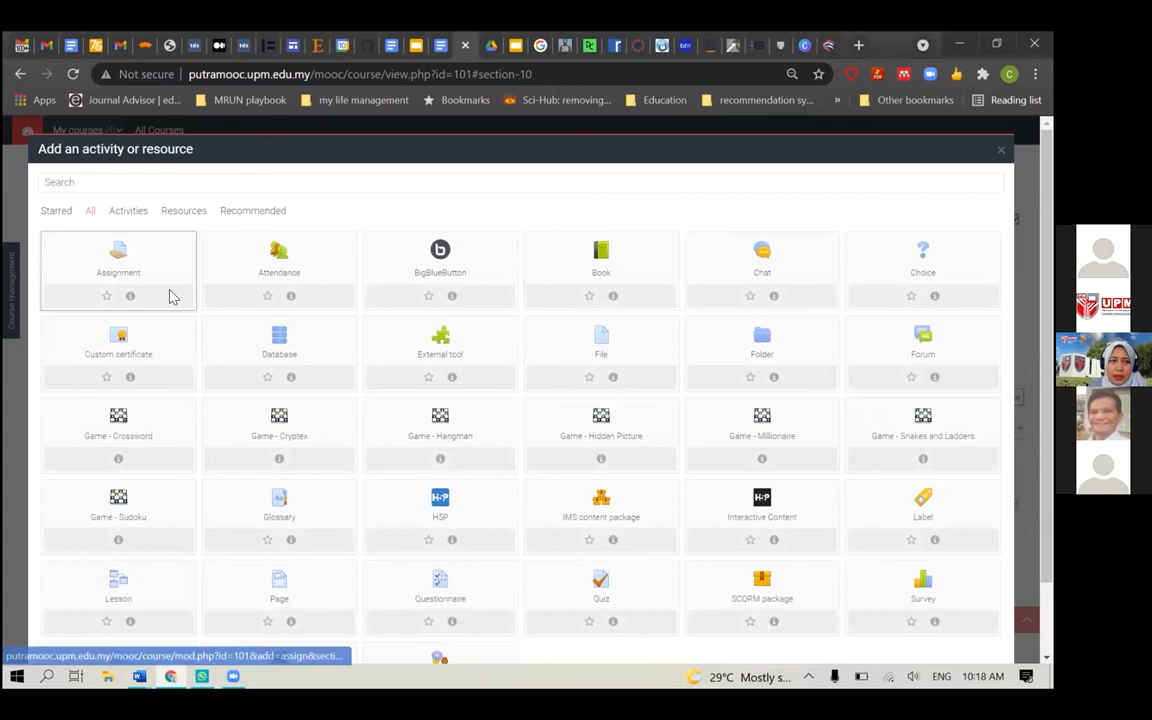 Not secure putramooc.upm.edu.my/mooc/course/view.php?id=101#section-10
Apps Journal Advisor | ed... MRUN playbook my life management Bookmarks Sci-Hub: removing... Education recommendation sy... » Other bookmarks Reading list
My courses All Courses
Add an activity or resource
Search
Starred All Activities Resources Recommended
Assignment Attendance BigBlueButton Book Chat Choice
Course management
Custom certificate Database External tool File Folder Forum
Game - Crossword Game - Cryptex Game - Hangman Game - Hidden Picture Game - Millionaire Game - Snakes and Ladders
Game - Sudoku Glossary H5P IMS content package Interactive Content Label
Lesson Page Questionnaire Quiz SCORM package Survey
putramooc.upm.edu.my/mooc/course/mod.php?id=101&add=assign&secti...
29°C Mostly s... ENG 10:18 AM
UPM